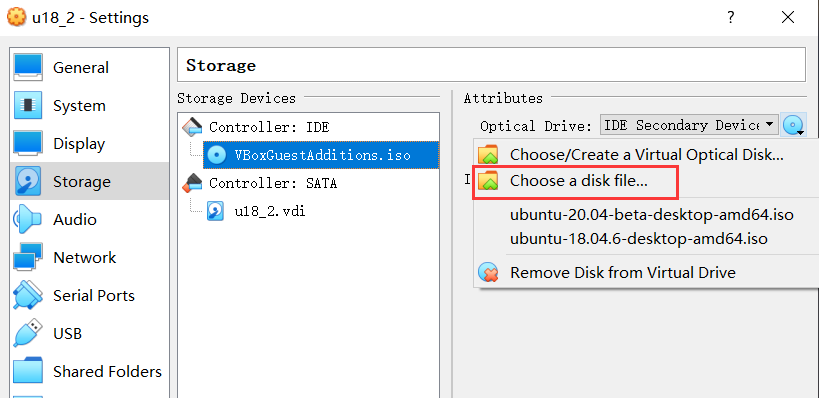 u18_2 - Settings
General
System
Display
Storage
Audio
Network
Serial Ports
USB
Shared Folders
Storage
Storage Devices
Controller: IDE
VBoxGuestAdditions.iso
Controller: SATA
u18_2.vdi
Attributes
Optical Drive: IDE Secondary Device
Choose/Create a Virtual Optical Disk...
Choose a disk file...
ubuntu-20.04-beta-desktop-amd64.iso
ubuntu-18.04.6-desktop-amd64.iso
Remove Disk from Virtual Drive